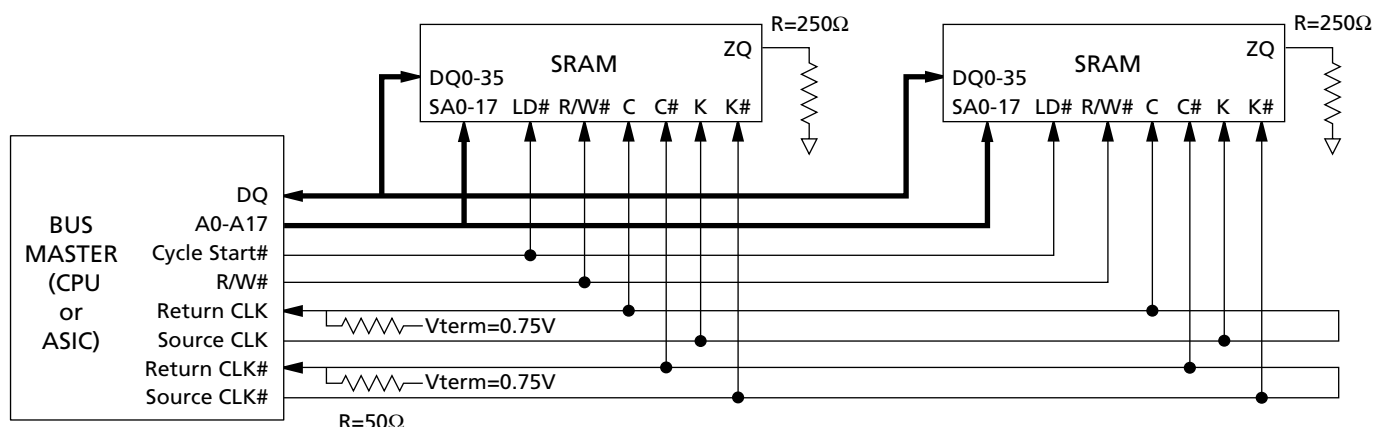 R=250Ω
R=250Ω
SRAM
ZQ
DQ0-35
SA0-17 LD# R/W# C C# K K#
SRAM
ZQ
DQ0-35
SA0-17 LD# R/W# C C# K K#
BUS
MASTER
(CPU
or
ASIC)
DQ
A0-A17
Cycle Start#
R/W#
Return CLK
Source CLK
Return CLK#
Source CLK#
Vterm=0.75V
Vterm=0.75V
R=50Ω